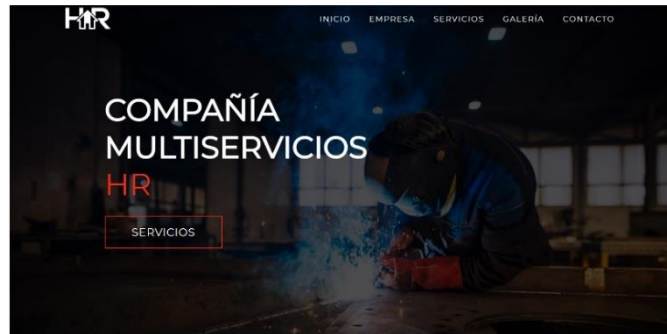 HR
INICIO EMPRESA SERVICIOS GALERÍA CONTACTO
COMPAÑÍA
MULTISERVICIOS
HR
SERVICIOS